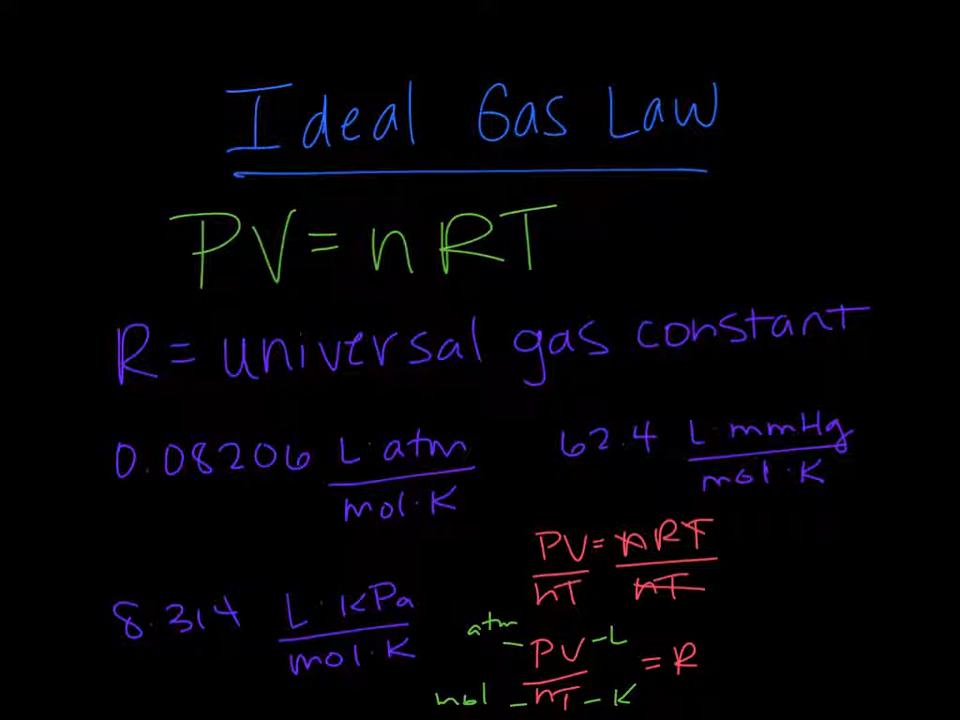 Ideal Gas Law
PV = nRT
R = universal gas constant
0.08206 L·atm / mol·K
62.4 L·mmHg / mol·K
8.314 L·kPa / mol·K
PV / nT = nRT / nT
atm – PV – L / mol – nT – K = R